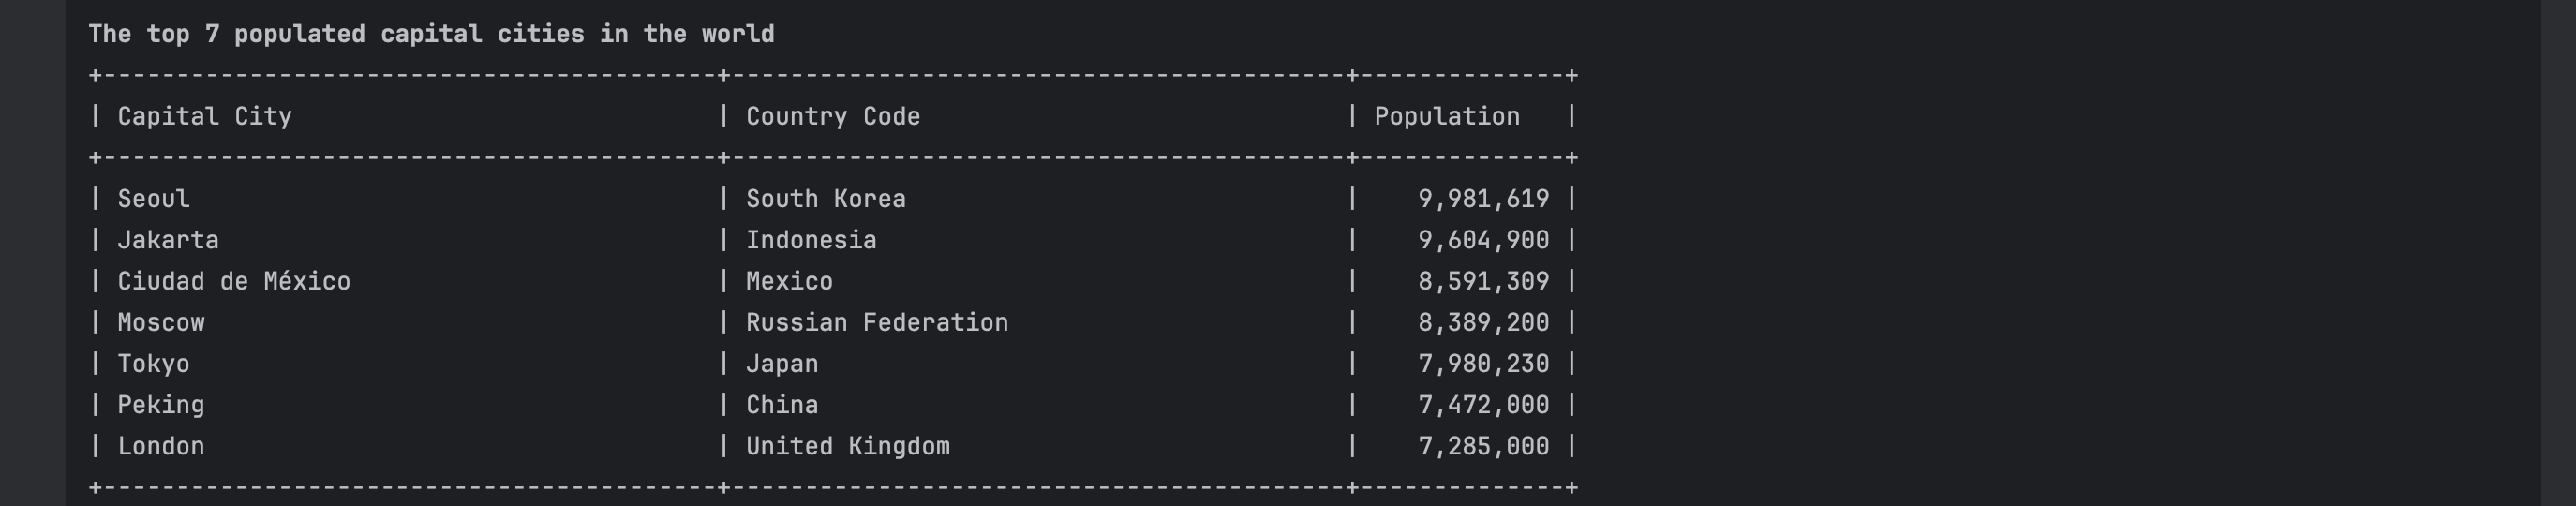 The top 7 populated capital cities in the world
+------------------------------------------+------------------------------------------+--------------+
| Capital City | Country Code | Population |
+------------------------------------------+------------------------------------------+--------------+
| Seoul | South Korea | 9,981,619 |
| Jakarta | Indonesia | 9,604,900 |
| Ciudad de México | Mexico | 8,591,309 |
| Moscow | Russian Federation | 8,389,200 |
| Tokyo | Japan | 7,980,230 |
| Peking | China | 7,472,000 |
| London | United Kingdom | 7,285,000 |
+------------------------------------------+------------------------------------------+--------------+